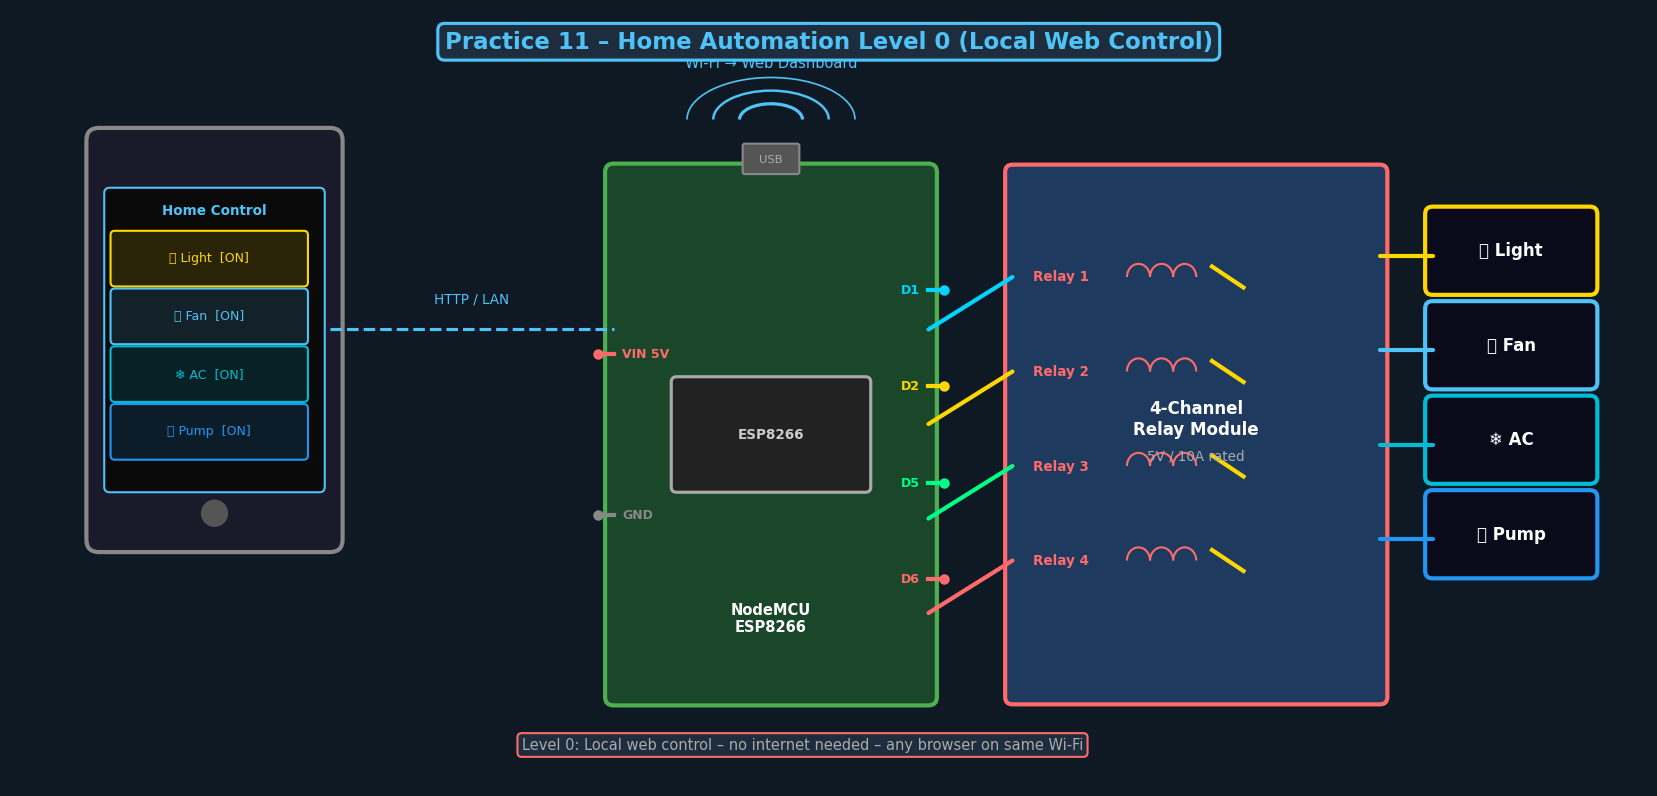 Practice 11 – Home Automation Level 0 (Local Web Control)
Wi-Fi → Web Dashboard
USB
Home Control
Light [ON]
Fan [ON]
❄ AC [ON]
Pump [ON]
HTTP / LAN
VIN 5V
GND
D1
D2
D5
D6
ESP8266
NodeMCU
ESP8266
Relay 1
Relay 2
Relay 3
Relay 4
4-Channel
Relay Module
5V / 10A rated
Light
Fan
❄ AC
Pump
Level 0: Local web control – no internet needed – any browser on same Wi-Fi